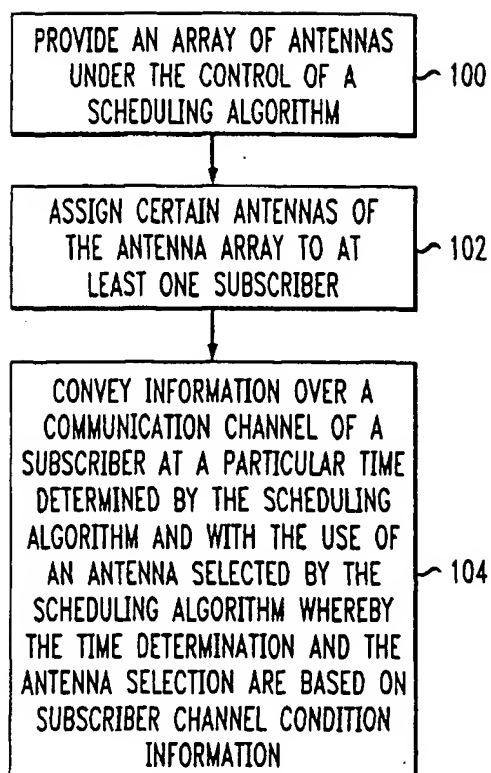 PROVIDE AN ARRAY OF ANTENNAS
UNDER THE CONTROL OF A
SCHEDULING ALGORITHM
100
ASSIGN CERTAIN ANTENNAS OF
THE ANTENNA ARRAY TO AT
LEAST ONE SUBSCRIBER
102
CONVEY INFORMATION OVER A
COMMUNICATION CHANNEL OF A
SUBSCRIBER AT A PARTICULAR TIME
DETERMINED BY THE SCHEDULING
ALGORITHM AND WITH THE USE OF
AN ANTENNA SELECTED BY THE
SCHEDULING ALGORITHM WHEREBY
THE TIME DETERMINATION AND THE
ANTENNA SELECTION ARE BASED ON
SUBSCRIBER CHANNEL CONDITION
INFORMATION
104